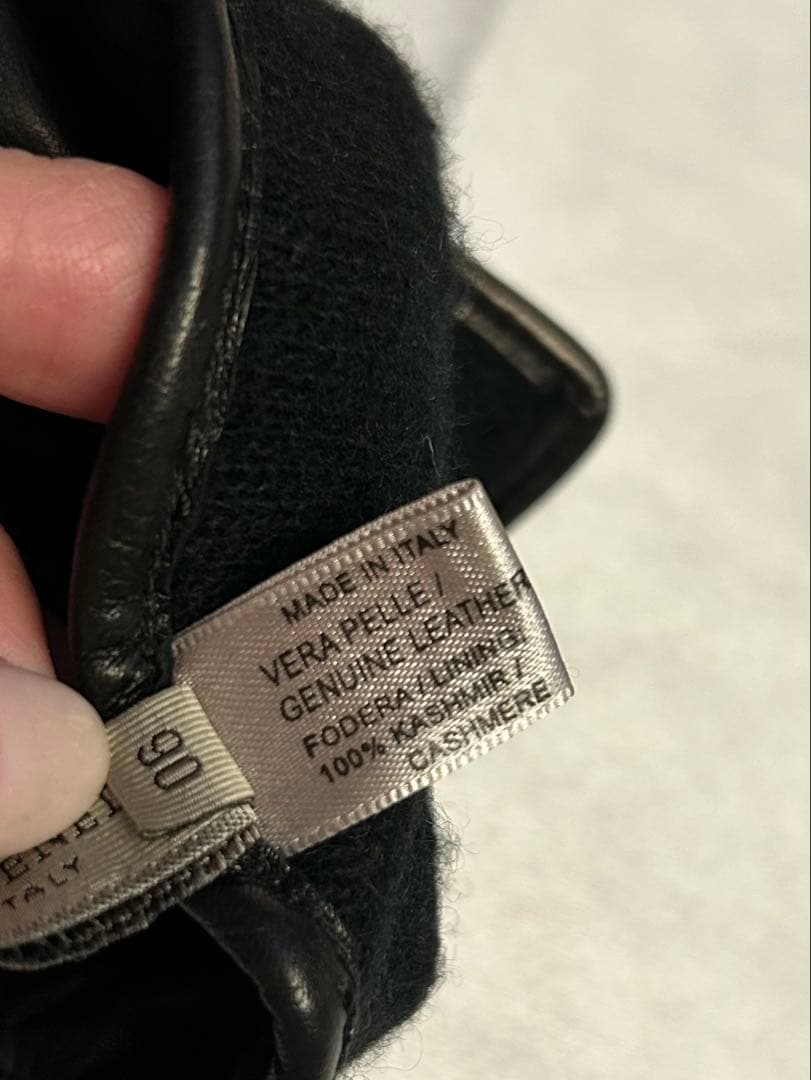 MADE IN ITALY
VERA PELLE /
GENUINE LEATHER
FODERA / LINING:
100% KASHMIR /
CASHMERE
90
ITALY